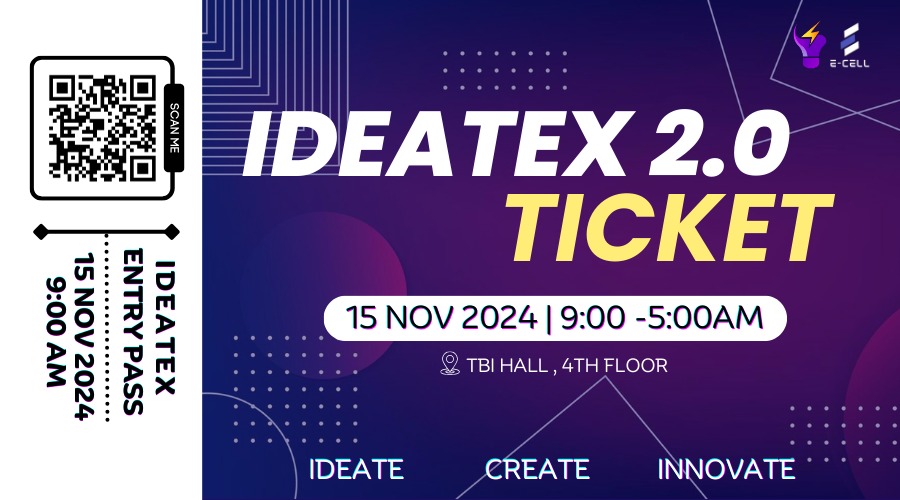 SCAN ME
IDEATEX
ENTRY PASS
15 NOV 2024
9:00 AM
E-CELL
IDEATEX 2.0
TICKET
15 NOV 2024 | 9:00 -5:00AM
TBI HALL , 4TH FLOOR
IDEATE CREATE INNOVATE